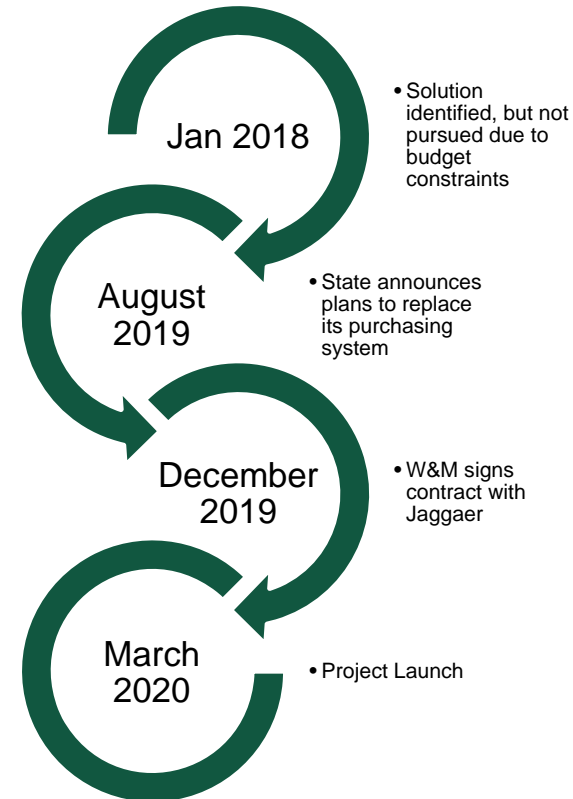 Jan 2018
• Solution
identified, but not
pursued due to
budget
constraints
August
2019
• State announces
plans to replace
its purchasing
system
December
2019
• W&M signs
contract with
Jaggaer
March
2020
• Project Launch